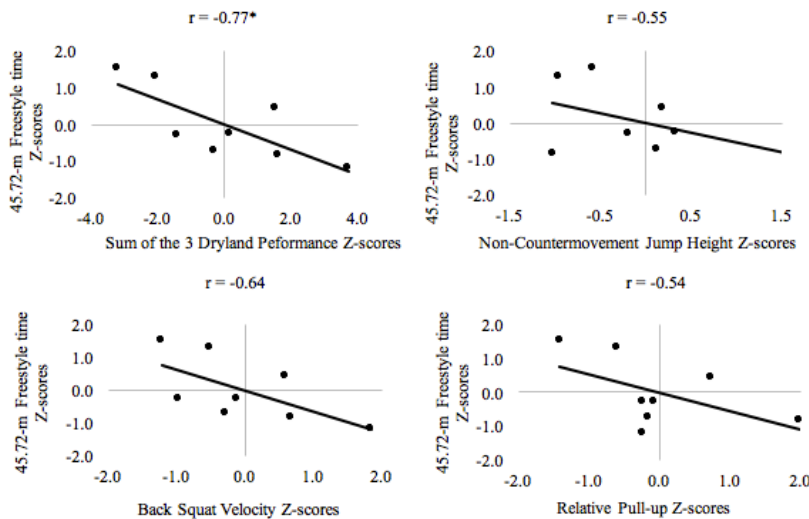 r = -0.77*
45.72-m Freestyle time
Z-scores
2.0
1.0
0.0
-1.0
-2.0
-4.0 -2.0 0.0 2.0 4.0
Sum of the 3 Dryland Peformance Z-scores
r = -0.55
45.72-m Freestyle time
Z-scores
2.0
1.0
0.0
-1.0
-2.0
-1.5 -0.5 0.5 1.5
Non-Countermovement Jump Height Z-scores
r = -0.64
45.72-m Freestyle time
Z-scores
2.0
1.0
0.0
-1.0
-2.0
-2.0 -1.0 0.0 1.0 2.0
Back Squat Velocity Z-scores
r = -0.54
45.72-m Freestyle time
Z-scores
2.0
1.0
0.0
-1.0
-2.0
-2.0 -1.0 0.0 1.0 2.0
Relative Pull-up Z-scores